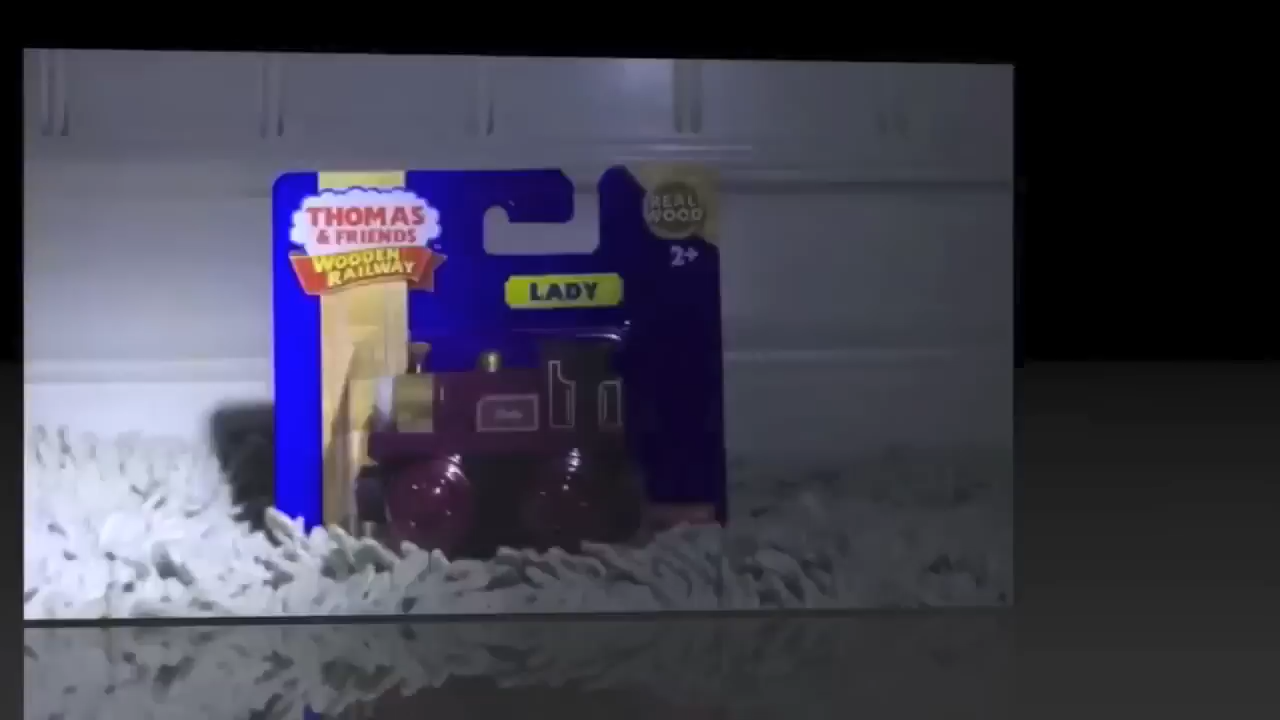 THOMAS
& FRIENDS
WOODEN
RAILWAY
REAL
WOOD
2+
LADY